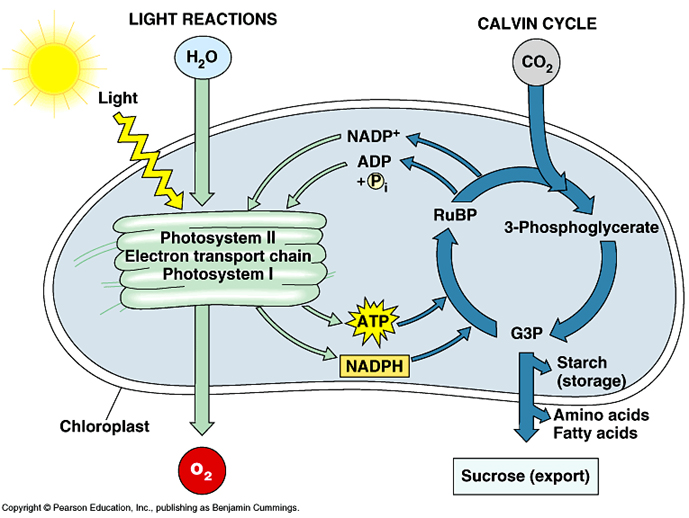 LIGHT REACTIONS
CALVIN CYCLE
H₂O
CO₂
Light
NADP⁺
ADP
+ Pᵢ
RuBP
3-Phosphoglycerate
Photosystem II
Electron transport chain
Photosystem I
ATP
NADPH
G3P
Starch
(storage)
Amino acids
Fatty acids
Chloroplast
O₂
Sucrose (export)
Copyright © Pearson Education, Inc., publishing as Benjamin Cummings.